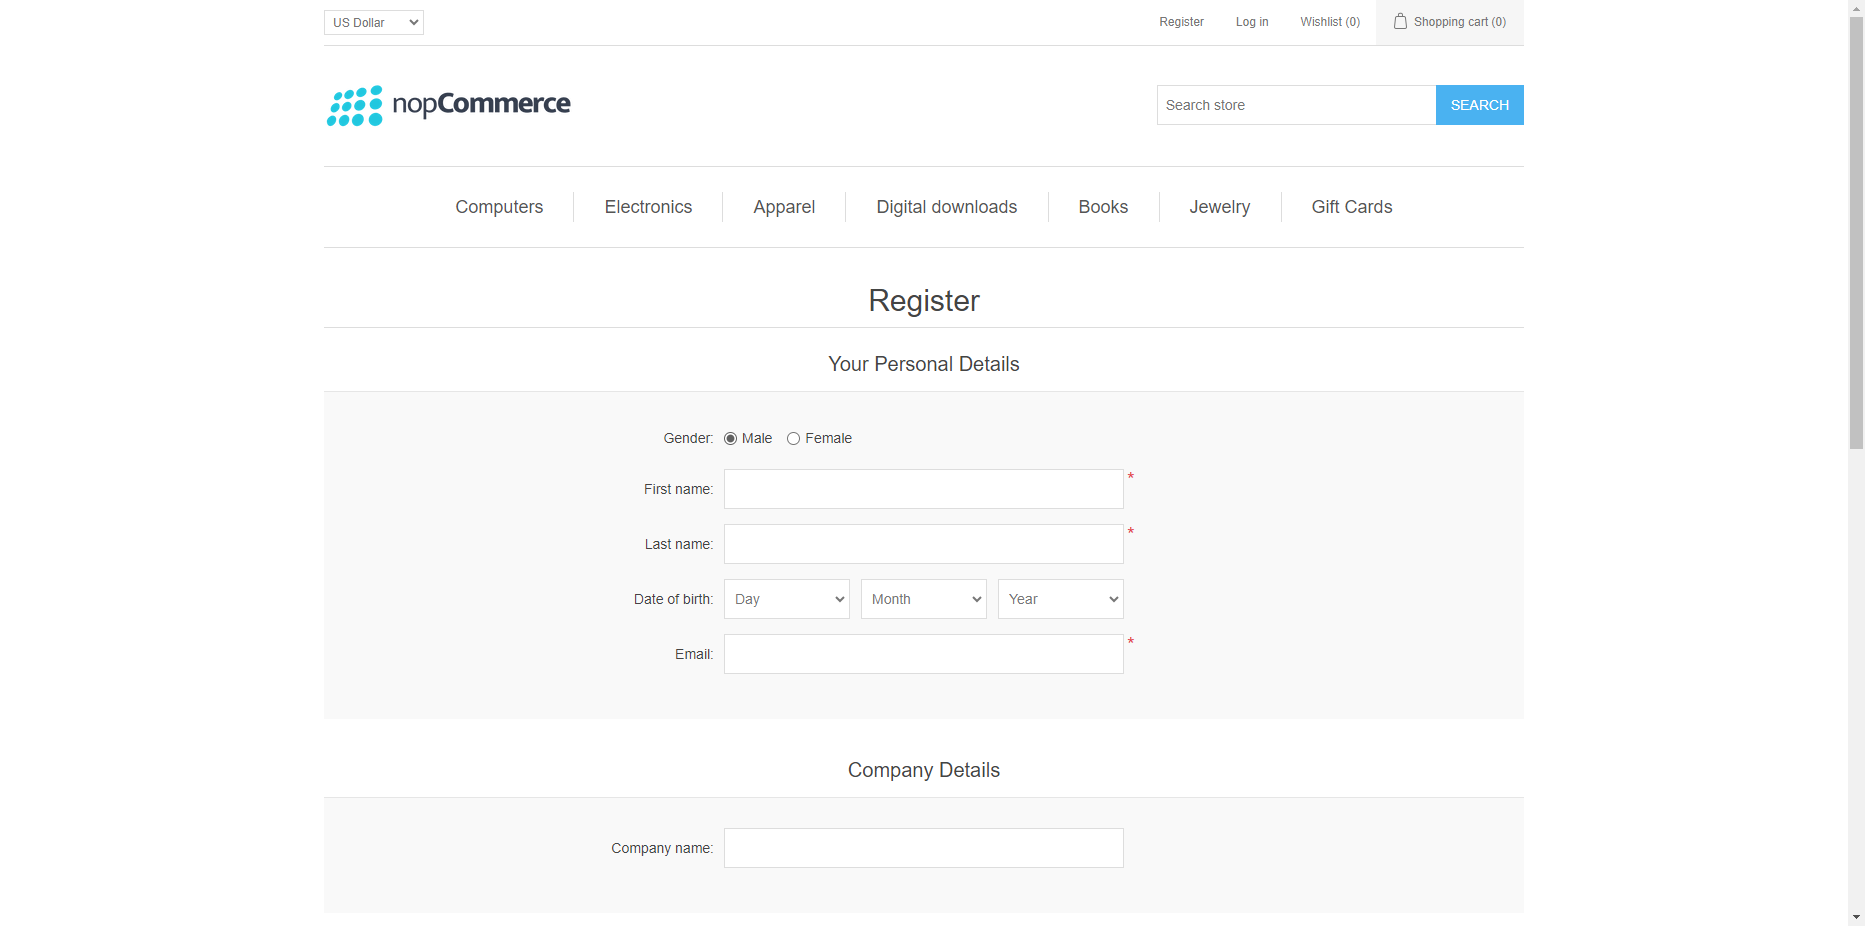 US Dollar Register Log in Wishlist (0) Shopping cart (0)
nopCommerce Search store SEARCH
Computers Electronics Apparel Digital downloads Books Jewelry Gift Cards
Register
Your Personal Details
Gender: Male Female
First name: *
Last name: *
Date of birth: Day Month Year
Email: *
Company Details
Company name: